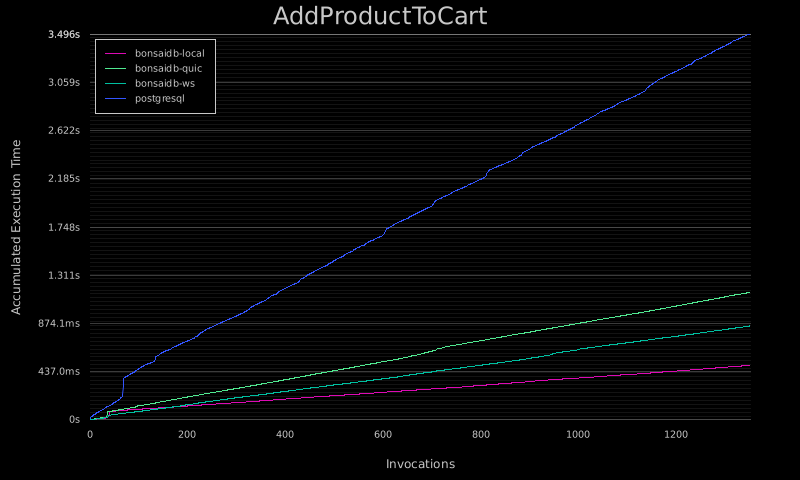 AddProductToCart
3.496s
3.059s
2.622s
2.185s
1.748s
1.311s
874.1ms
437.0ms
0s
bonsaidb-local
bonsaidb-quic
bonsaidb-ws
postgresql
Accumulated Execution Time
0 200 400 600 800 1000 1200
Invocations